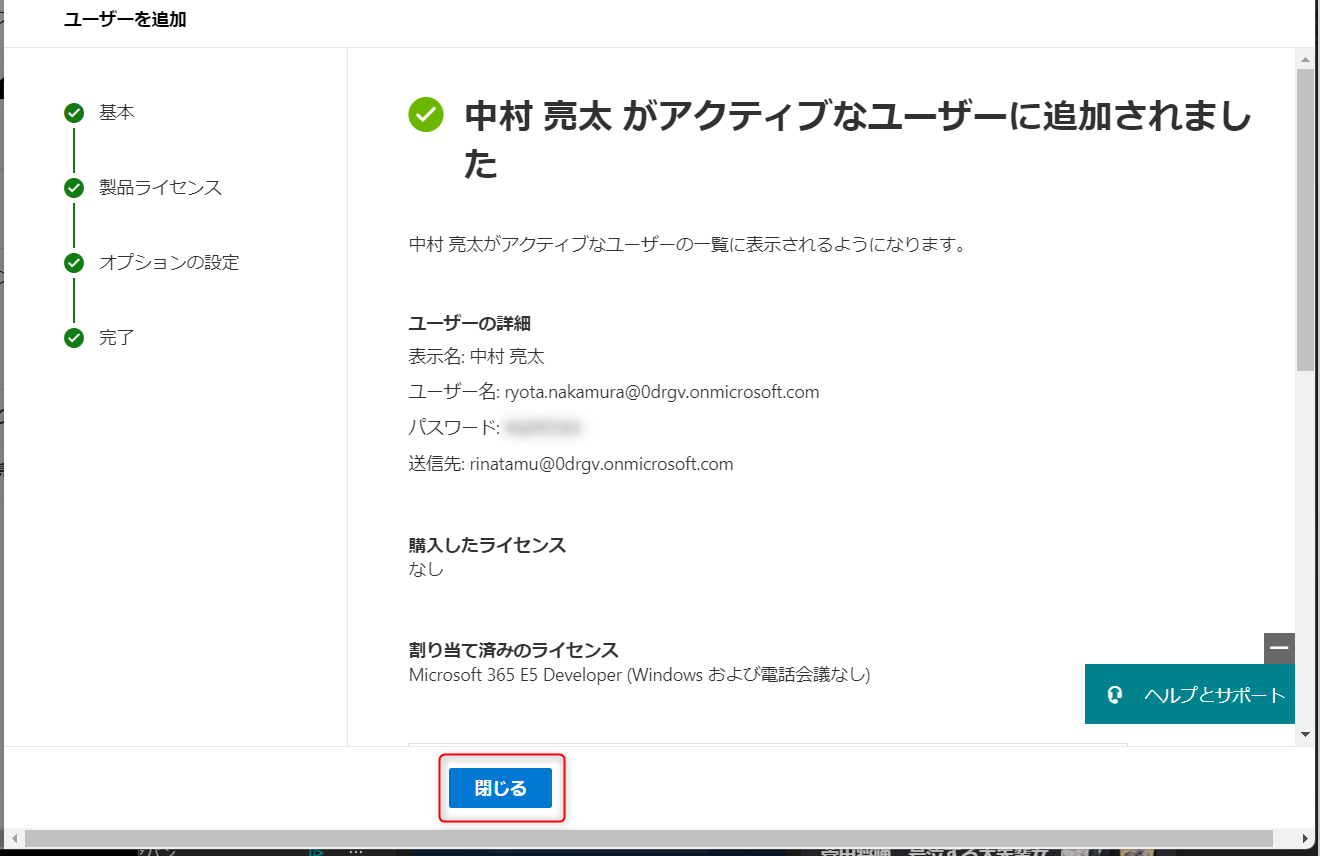 ユーザーを追加
基本
製品ライセンス
オプションの設定
完了
中村 亮太 がアクティブなユーザーに追加されまし
た
中村 亮太がアクティブなユーザーの一覧に表示されるようになります。
ユーザーの詳細
表示名: 中村 亮太
ユーザー名: ryota.nakamura@0drgv.onmicrosoft.com
パスワード:
送信先: rinatamu@0drgv.onmicrosoft.com
購入したライセンス
なし
割り当て済みのライセンス
Microsoft 365 E5 Developer (Windows および電話会議なし)
ヘルプとサポート
閉じる